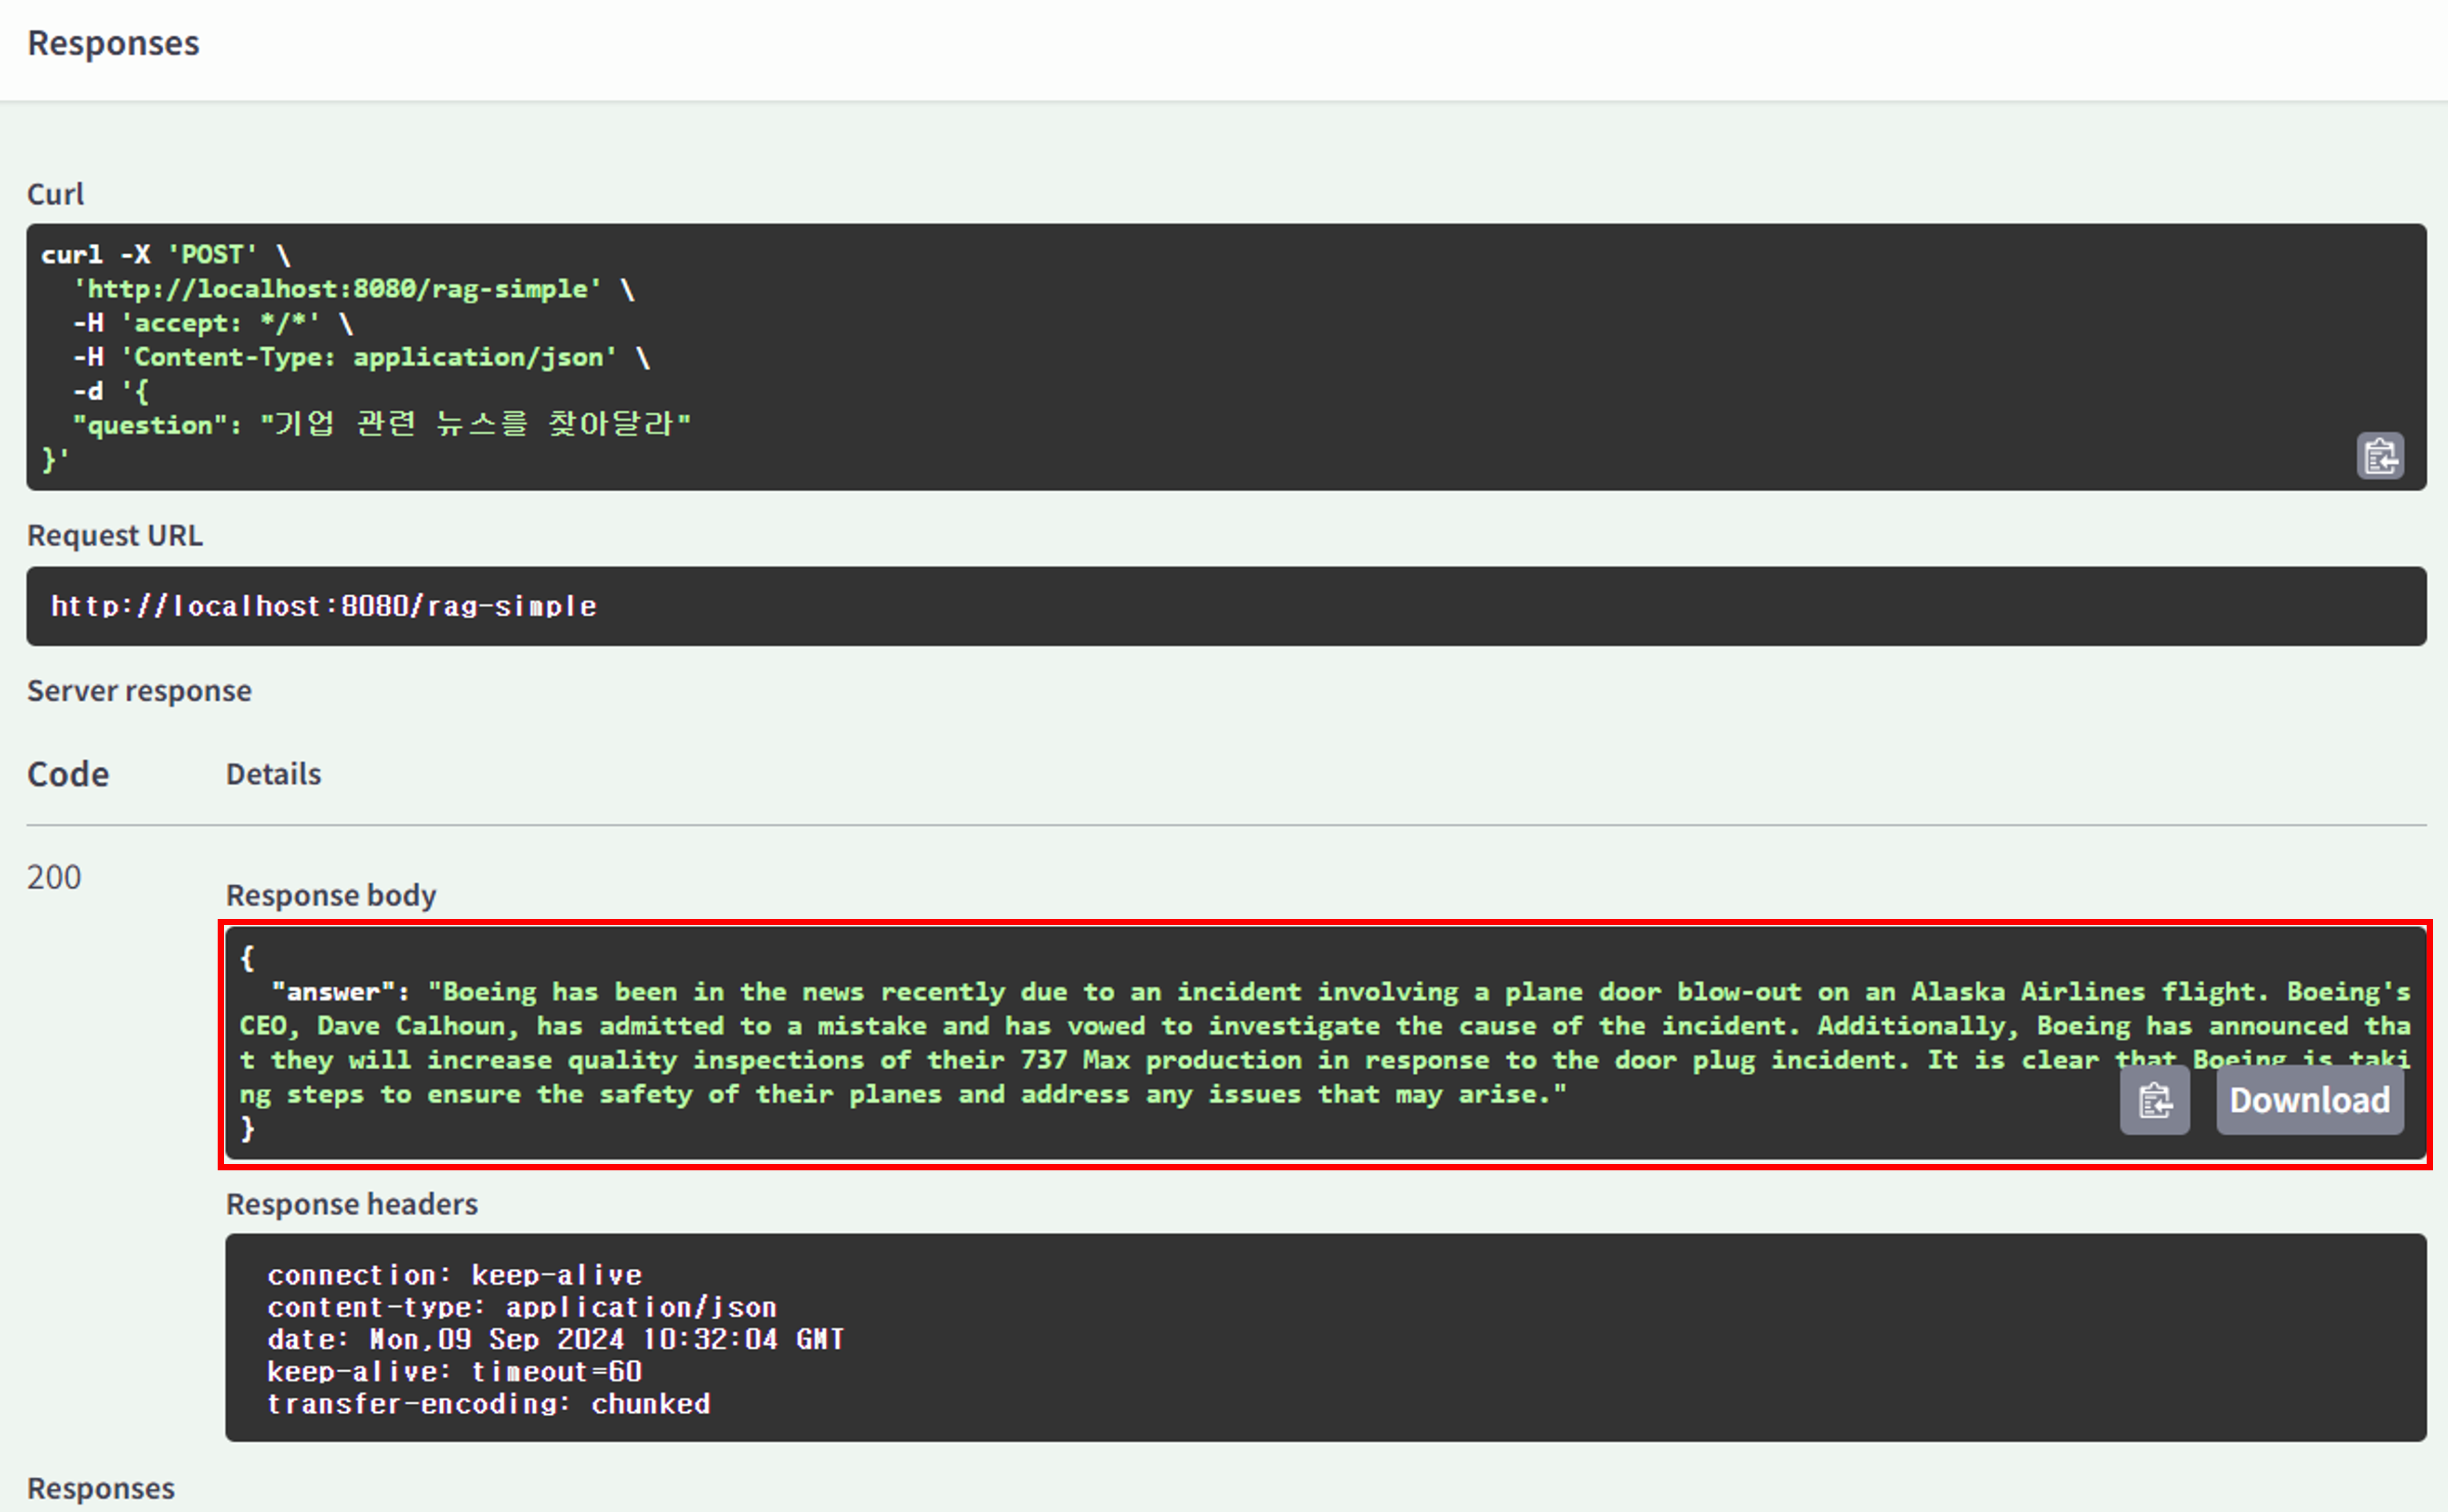 Responses
Curl
curl -X 'POST' \
'http://localhost:8080/rag-simple' \
-H 'accept: */*' \
-H 'Content-Type: application/json' \
-d '{
"question": "기업 관련 뉴스를 찾아달라"
}'
Request URL
http://localhost:8080/rag-simple
Server response
Code Details
200
Response body
{
"answer": "Boeing has been in the news recently due to an incident involving a plane door blow-out on an Alaska Airlines flight. Boeing's
CEO, Dave Calhoun, has admitted to a mistake and has vowed to investigate the cause of the incident. Additionally, Boeing has announced tha
t they will increase quality inspections of their 737 Max production in response to the door plug incident. It is clear that Boeing is taki
ng steps to ensure the safety of their planes and address any issues that may arise."
}
Download
Response headers
connection: keep-alive
content-type: application/json
date: Mon,09 Sep 2024 10:32:04 GMT
keep-alive: timeout=60
transfer-encoding: chunked
Responses